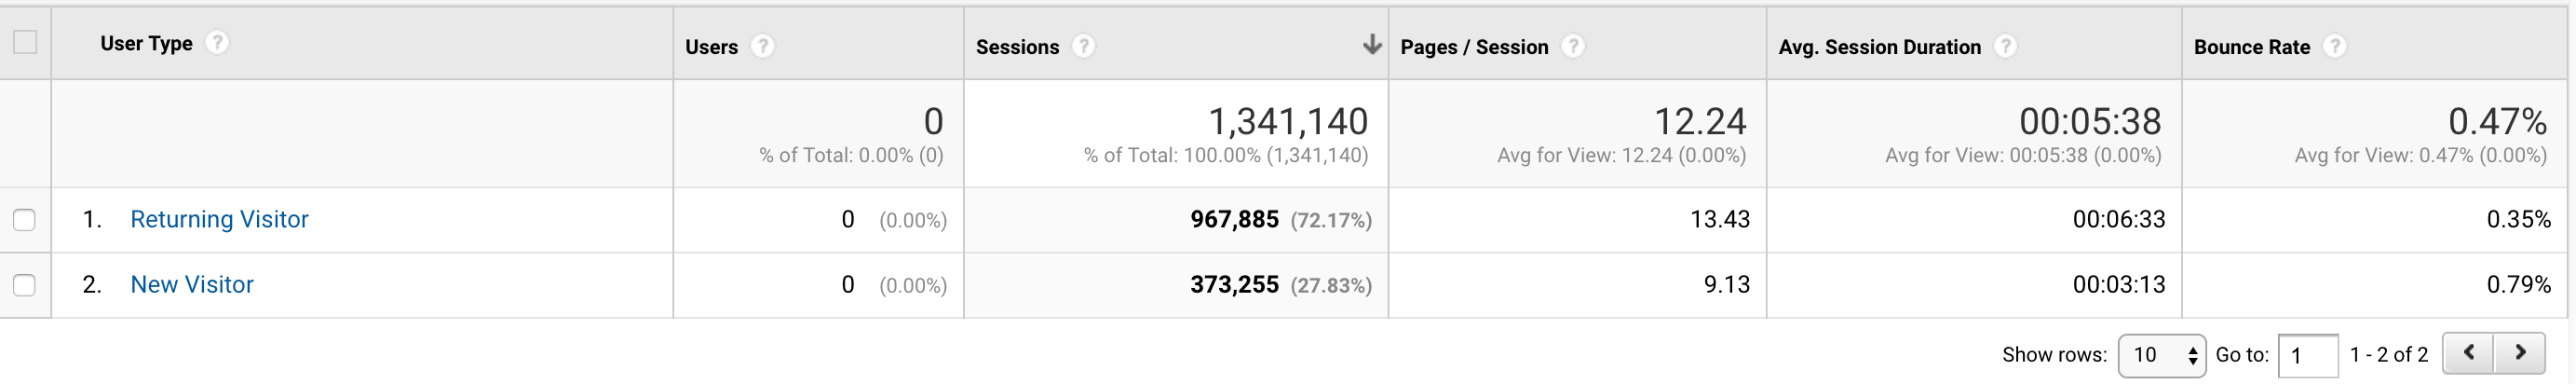 User Type ? Users ? Sessions ? Pages / Session ? Avg. Session Duration ? Bounce Rate ?
0 1,341,140 12.24 00:05:38 0.47%
% of Total: 0.00% (0) % of Total: 100.00% (1,341,140) Avg for View: 12.24 (0.00%) Avg for View: 00:05:38 (0.00%) Avg for View: 0.47% (0.00%)
1. Returning Visitor 0 (0.00%) 967,885 (72.17%) 13.43 00:06:33 0.35%
2. New Visitor 0 (0.00%) 373,255 (27.83%) 9.13 00:03:13 0.79%
Show rows: 10 Go to: 1 1 - 2 of 2